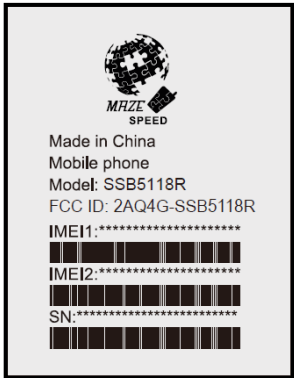 MAZE
SPEED
Made in China
Mobile phone
Model: SSB5118R
FCC ID: 2AQ4G-SSB5118R
IMEI1:*********************
IMEI2:*********************
SN:************************